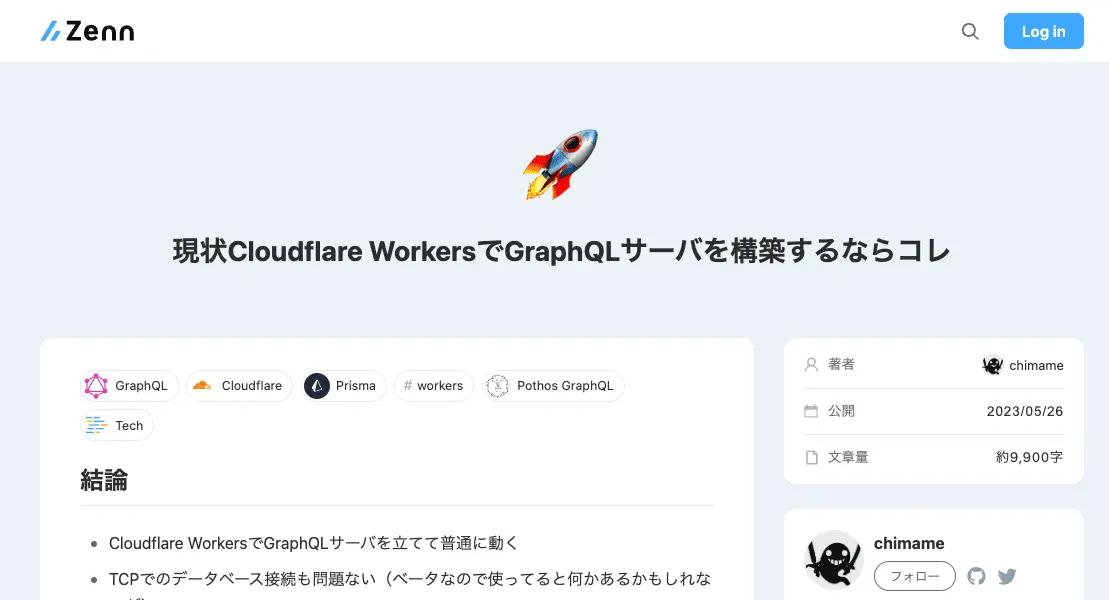 Zenn
Log in
現状Cloudflare WorkersでGraphQLサーバを構築するならコレ
GraphQL
Cloudflare
Prisma
# workers
Pothos GraphQL
Tech
結論
Cloudflare WorkersでGraphQLサーバを立てて普通に動く
TCPでのデータベース接続も問題ない（ベータなので使ってると何かあるかもしれな
著者
chimame
公開
2023/05/26
文章量
約9,900字
chimame
フォロー